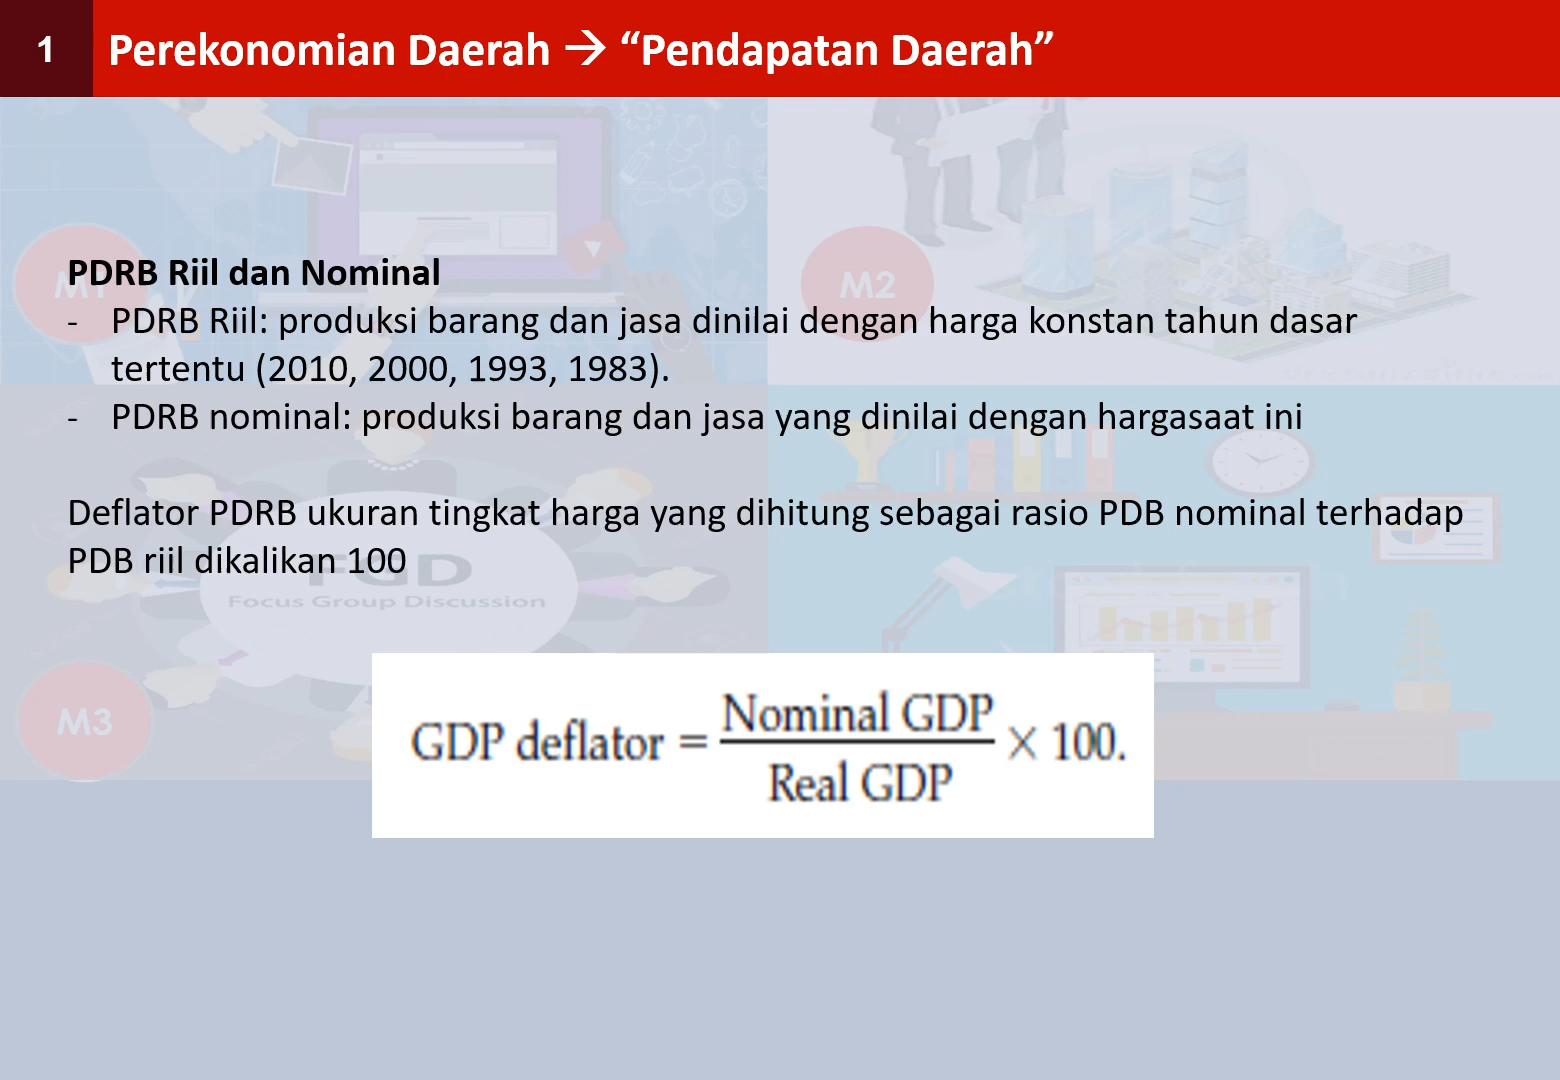 1
Perekonomian Daerah → “Pendapatan Daerah”
M1
M2
PDRB Riil dan Nominal
- PDRB Riil: produksi barang dan jasa dinilai dengan harga konstan tahun dasar
tertentu (2010, 2000, 1993, 1983).
- PDRB nominal: produksi barang dan jasa yang dinilai dengan hargasaat ini
Deflator PDRB ukuran tingkat harga yang dihitung sebagai rasio PDB nominal terhadap
PDB riil dikalikan 100
FGD
Focus Group Discussion
M3
GDP deflator = Nominal GDP / Real GDP × 100.